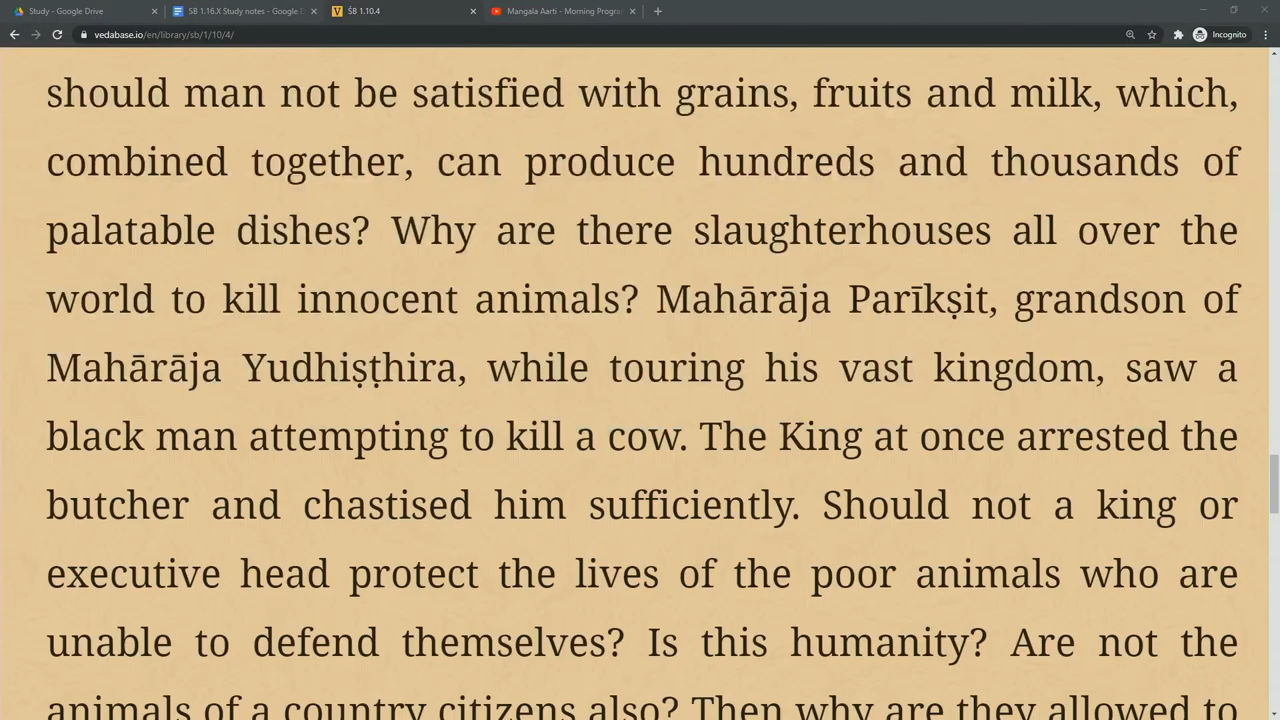 Study - Google Drive
SB 1.16.X Study notes - Google D
ŚB 1.10.4
Mangala Aarti - Morning Progra
vedabase.io/en/library/sb/1/10/4/
Incognito
should man not be satisfied with grains, fruits and milk, which,
combined together, can produce hundreds and thousands of
palatable dishes? Why are there slaughterhouses all over the
world to kill innocent animals? Mahārāja Parīkṣit, grandson of
Mahārāja Yudhiṣṭhira, while touring his vast kingdom, saw a
black man attempting to kill a cow. The King at once arrested the
butcher and chastised him sufficiently. Should not a king or
executive head protect the lives of the poor animals who are
unable to defend themselves? Is this humanity? Are not the
animals of a country citizens also? Then why are they allowed to